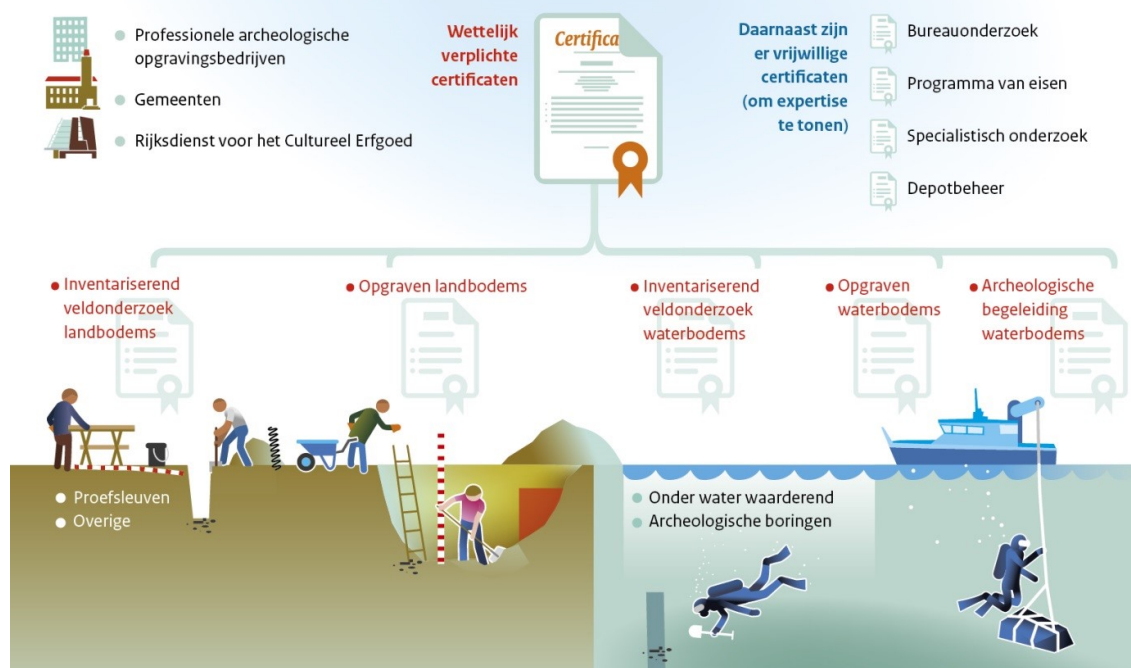 Professionele archeologische
opgravingsbedrijven
Gemeenten
Rijksdienst voor het Cultureel Erfgoed
Wettelijk
verplichte
certificaten
Certifica
Daarnaast zijn
er vrijwillige
certificaten
(om expertise
te tonen)
Bureauonderzoek
Programma van eisen
Specialistisch onderzoek
Depotbeheer
Inventariserend
veldonderzoek
landbodems
Opgraven landbodems
Inventariserend
veldonderzoek
waterbodems
Opgraven
waterbodems
Archeologische
begeleiding
waterbodems
Proefsleuven
Overige
Onder water waarderend
Archeologische boringen